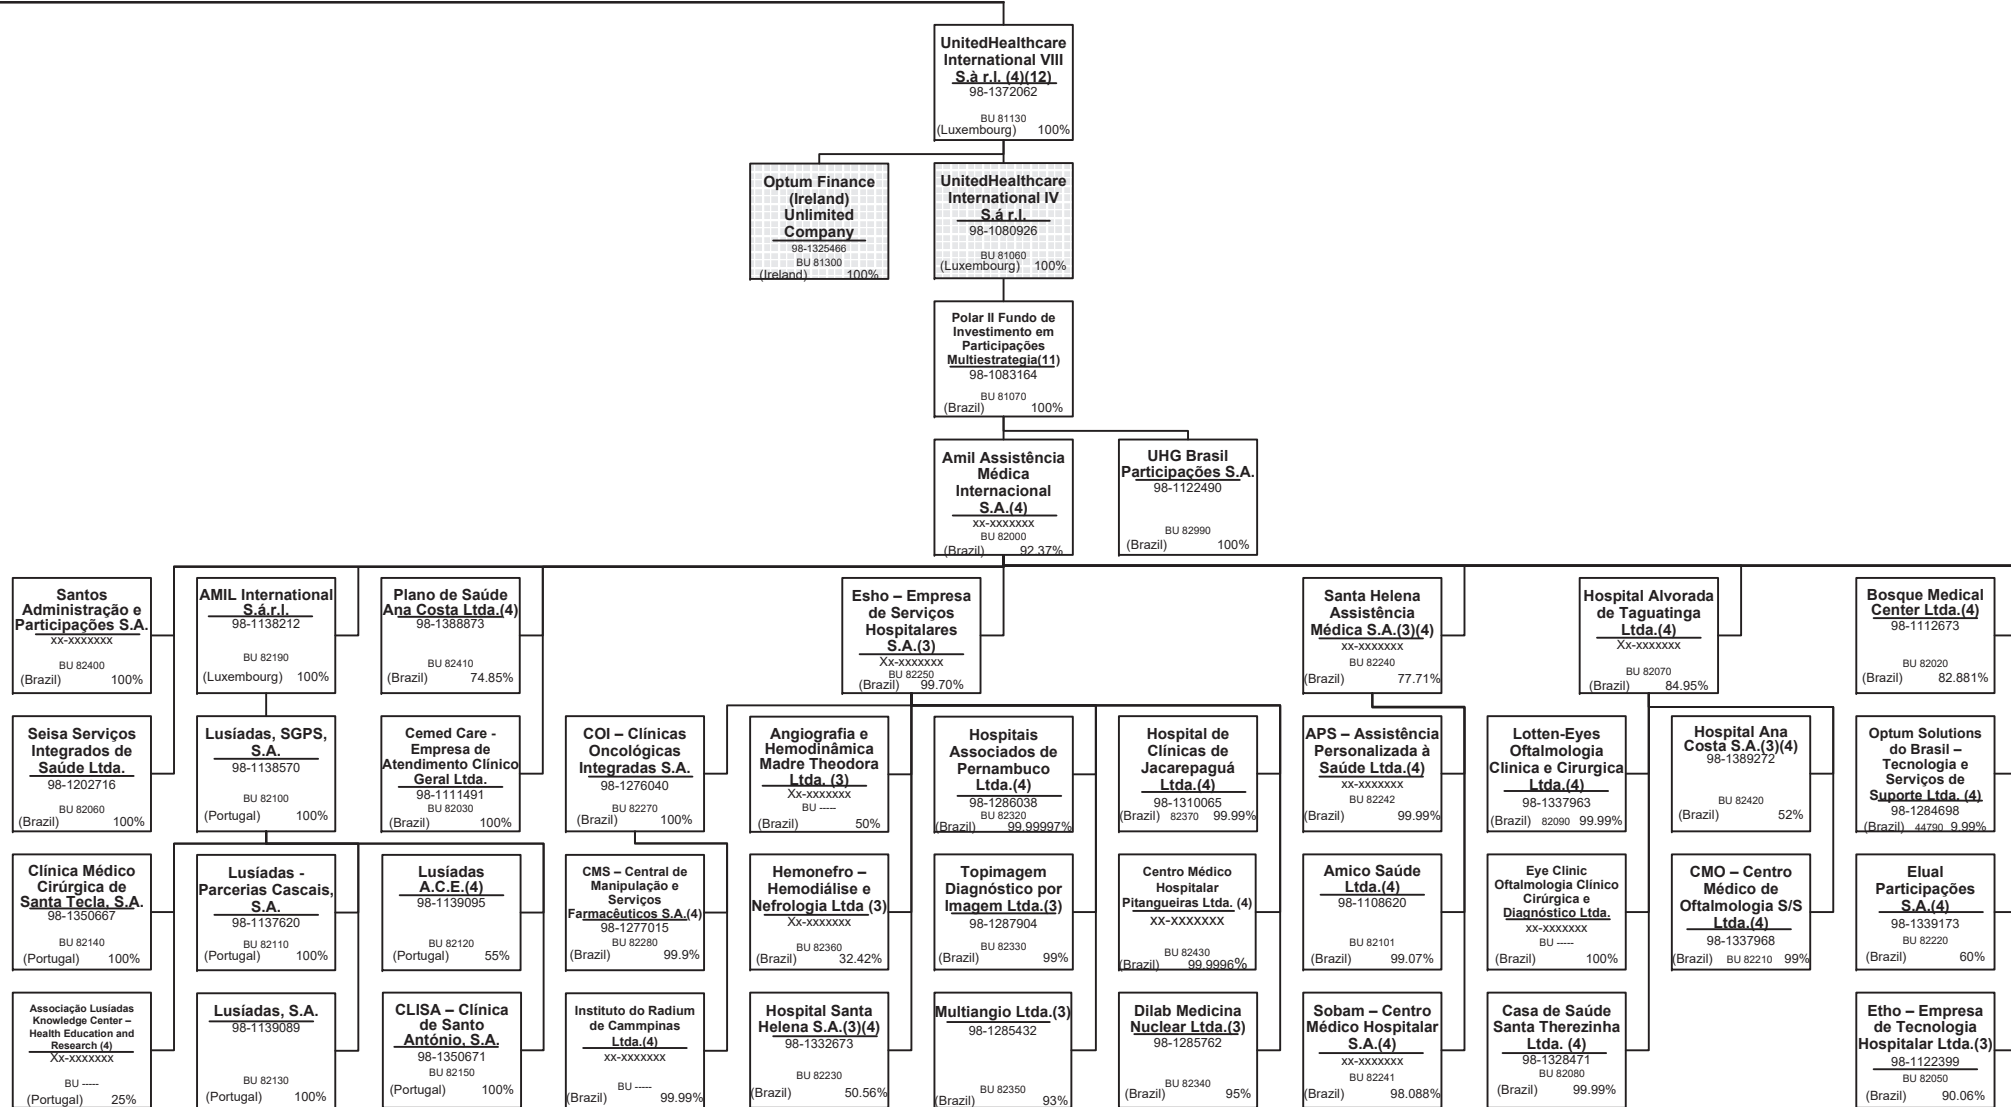 UnitedHealthcare
International VIII
S.à r.l. (4)(12)
98-1372062
BU 81130
(Luxembourg) 100%
Optum Finance
(Ireland)
Unlimited
Company
98-1325466
BU 81300
(Ireland) 100%
UnitedHealthcare
International IV
S.á r.l.
98-1080926
BU 81060
(Luxembourg) 100%
Polar II Fundo de
Investimento em
Participações
Multiestrategia(11)
98-1083164
BU 81070
(Brazil) 100%
Amil Assistência
Médica
Internacional
S.A.(4)
xx-xxxxxxx
BU 82000
(Brazil) 92.37%
UHG Brasil
Participações S.A.
98-1122490
BU 82990
(Brazil) 100%
Santos
Administração e
Participações S.A.
xx-xxxxxxx
BU 82400
(Brazil) 100%
AMIL International
S.á.r.l.
98-1138212
BU 82190
(Luxembourg) 100%
Plano de Saúde
Ana Costa Ltda.(4)
98-1388873
BU 82410
(Brazil) 74.85%
Esho – Empresa
de Serviços
Hospitalares
S.A.(3)
Xx-xxxxxxx
BU 82250
(Brazil) 99.70%
Santa Helena
Assistência
Médica S.A.(3)(4)
xx-xxxxxxx
BU 82240
(Brazil) 77.71%
Hospital Alvorada
de Taguatinga
Ltda.(4)
Xx-xxxxxxx
BU 82070
(Brazil) 84.95%
Bosque Medical
Center Ltda.(4)
98-1112673
BU 82020
(Brazil) 82.881%
Seisa Serviços
Integrados de
Saúde Ltda.
98-1202716
BU 82060
(Brazil) 100%
Lusíadas, SGPS,
S.A.
98-1138570
BU 82100
(Portugal) 100%
Cemed Care -
Empresa de
Atendimento Clínico
Geral Ltda.
98-1111491
BU 82030
(Brazil) 100%
COI – Clínicas
Oncológicas
Integradas S.A.
98-1276040
BU 82270
(Brazil) 100%
Angiografia e
Hemodinâmica
Madre Theodora
Ltda. (3)
Xx-xxxxxxx
BU -----
(Brazil) 50%
Hospitais
Associados de
Pernambuco
Ltda.(4)
98-1286038
BU 82320
(Brazil) 99.99997%
Hospital de
Clínicas de
Jacarepaguá
Ltda.(4)
98-1310065
(Brazil) 82370 99.99%
APS – Assistência
Personalizada à
Saúde Ltda.(4)
xx-xxxxxxx
BU 82242
(Brazil) 99.99%
Lotten-Eyes
Oftalmologia
Clinica e Cirurgica
Ltda.(4)
98-1337963
(Brazil) 82090 99.99%
Hospital Ana
Costa S.A.(3)(4)
98-1389272
BU 82420
(Brazil) 52%
Optum Solutions
do Brasil –
Tecnologia e
Serviços de
Suporte Ltda. (4)
98-1284698
(Brazil) 44790 9.99%
Clínica Médico
Cirúrgica de
Santa Tecla, S.A.
98-1350667
BU 82140
(Portugal) 100%
Lusíadas -
Parcerias Cascais,
S.A.
98-1137620
BU 82110
(Portugal) 100%
Lusíadas
A.C.E.(4)
98-1139095
BU 82120
(Portugal) 55%
CMS – Central de
Manipulação e
Serviços
Farmacêuticos S.A.(4)
98-1277015
BU 82280
(Brazil) 99.9%
Hemonefro –
Hemodiálise e
Nefrologia Ltda (3)
Xx-xxxxxxx
BU 82360
(Brazil) 32.42%
Topimagem
Diagnóstico por
Imagem Ltda.(3)
98-1287904
BU 82330
(Brazil) 99%
Centro Médico
Hospitalar
Pitangueiras Ltda. (4)
xx-xxxxxxx
BU 82430
(Brazil) 99.9996%
Amico Saúde
Ltda.(4)
98-1108620
BU 82101
(Brazil) 99.07%
Eye Clinic
Oftalmologia Clínico
Cirúrgica e
Diagnóstico Ltda.
xx-xxxxxxx
BU -----
(Brazil) 100%
CMO – Centro
Médico de
Oftalmologia S/S
Ltda.(4)
98-1337968
(Brazil) BU 82210 99%
Elual
Participações
S.A.(4)
98-1339173
BU 82220
(Brazil) 60%
Associação Lusíadas
Knowledge Center –
Health Education and
Research (4)
Xx-xxxxxxx
BU -----
(Portugal) 25%
Lusíadas, S.A.
98-1139089
BU 82130
(Portugal) 100%
CLISA – Clínica
de Santo
António, S.A.
98-1350671
BU 82150
(Portugal) 100%
Instituto do Radium
de Cammpinas
Ltda.(4)
xx-xxxxxxx
BU -----
(Brazil) 99.99%
Hospital Santa
Helena S.A.(3)(4)
98-1332673
BU 82230
(Brazil) 50.56%
Multiangio Ltda.(3)
98-1285432
BU 82350
(Brazil) 93%
Dilab Medicina
Nuclear Ltda.(3)
98-1285762
BU 82340
(Brazil) 95%
Sobam – Centro
Médico Hospitalar
S.A.(4)
xx-xxxxxxx
BU 82241
(Brazil) 98.088%
Casa de Saúde
Santa Therezinha
Ltda. (4)
98-1328471
BU 82080
(Brazil) 99.99%
Etho – Empresa
de Tecnologia
Hospitalar Ltda.(3)
98-1122399
BU 82050
(Brazil) 90.06%